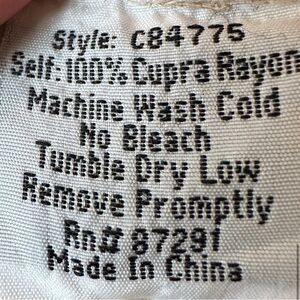 Style: C84775
Self: 100% Cupra Rayon
Machine Wash Cold
No Bleach
Tumble Dry Low
Remove Promptly
Rn# 87291
Made In China